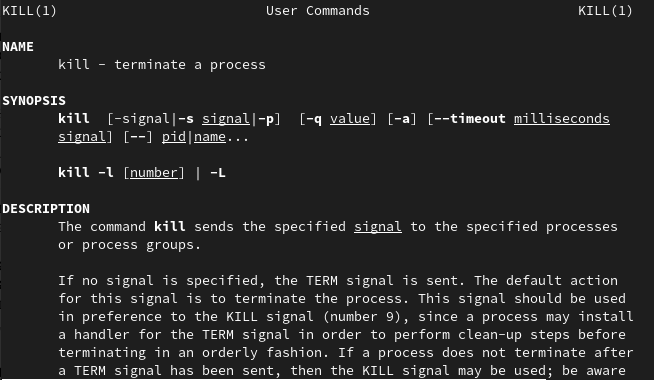 KILL(1) User Commands KILL(1)
NAME
kill - terminate a process
SYNOPSIS
kill [-signal|-s signal|-p] [-q value] [-a] [--timeout milliseconds
signal] [--] pid|name...
kill -l [number] | -L
DESCRIPTION
The command kill sends the specified signal to the specified processes
or process groups.
If no signal is specified, the TERM signal is sent. The default action
for this signal is to terminate the process. This signal should be used
in preference to the KILL signal (number 9), since a process may install
a handler for the TERM signal in order to perform clean-up steps before
terminating in an orderly fashion. If a process does not terminate after
a TERM signal has been sent, then the KILL signal may be used; be aware